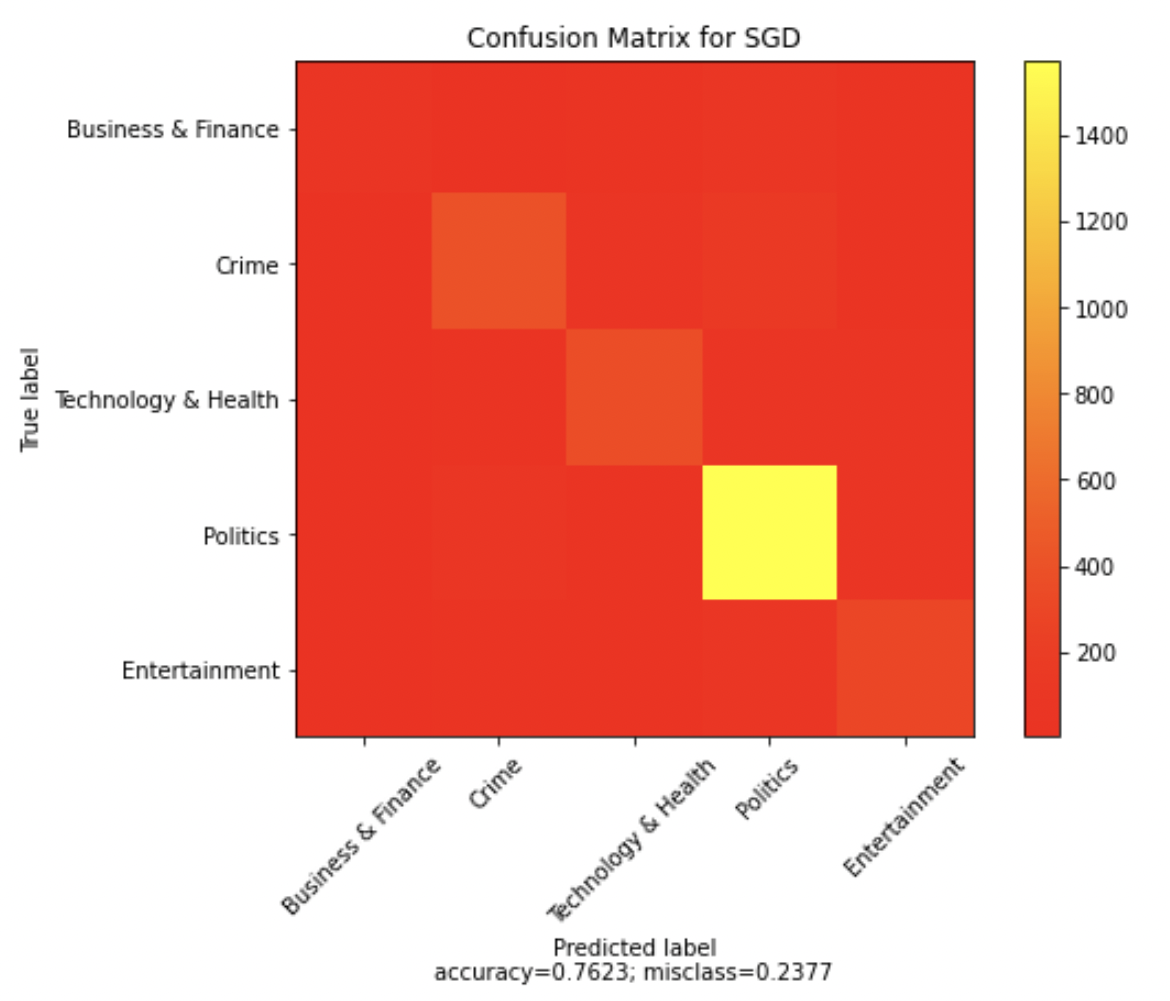 Confusion Matrix for SGD
Business & Finance
Crime
Technology & Health
Politics
Entertainment
True label
1400
1200
1000
800
600
400
200
Business & Finance
Crime
Technology & Health
Politics
Entertainment
Predicted label
accuracy=0.7623; misclass=0.2377